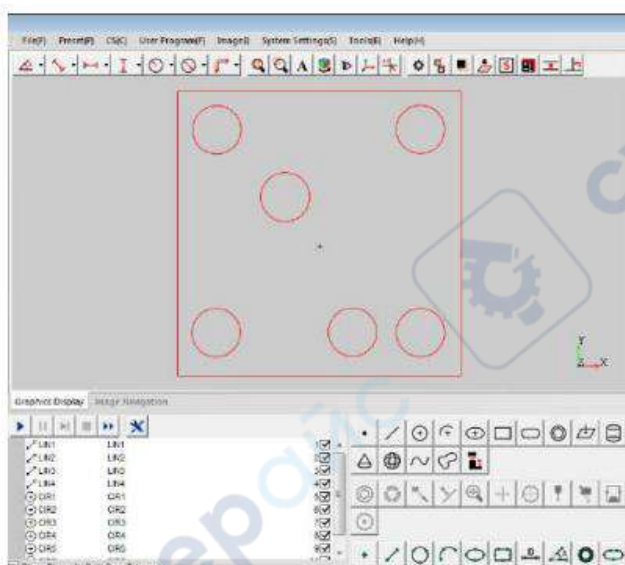 File(F) Preset(P) CS(C) User Program(F) Image(I) System Settings(S) Tools(B) Help(H)
A D
S
Y
Z X
Graphics Display Image Navigation
LIN1 LIN1
LIN2 LIN2
LIN3 LIN3
LIN4 LIN4
CIR1 CIR1
CIR2 CIR2
CIR3 CIR3
CIR4 CIR4
CIR5 CIR5